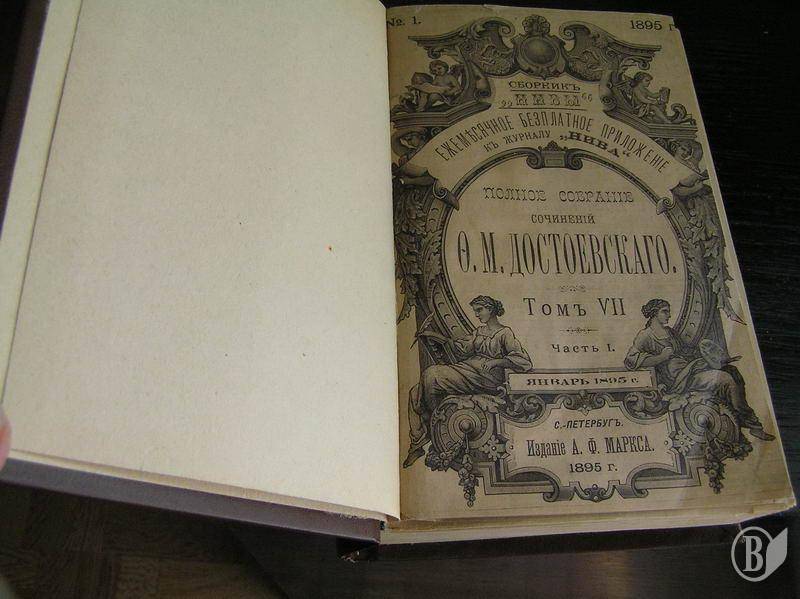 № 1.
1895 г
СБОРНИКЪ
„НИВЫ“
ЕЖЕМѢСЯЧНОЕ БЕЗПЛАТНОЕ ПРИЛОЖЕНІЕ
КЪ ЖУРНАЛУ „НИВА“
ПОЛНОЕ СОБРАНІЕ
СОЧИНЕНІЙ
Ѳ. М. ДОСТОЕВСКАГО.
ТОМЪ VII
Часть I.
ЯНВАРЬ 1895 г.
С.-ПЕТЕРБУГЪ.
Изданіе А. Ф. МАРКСА.
1895 г.
В